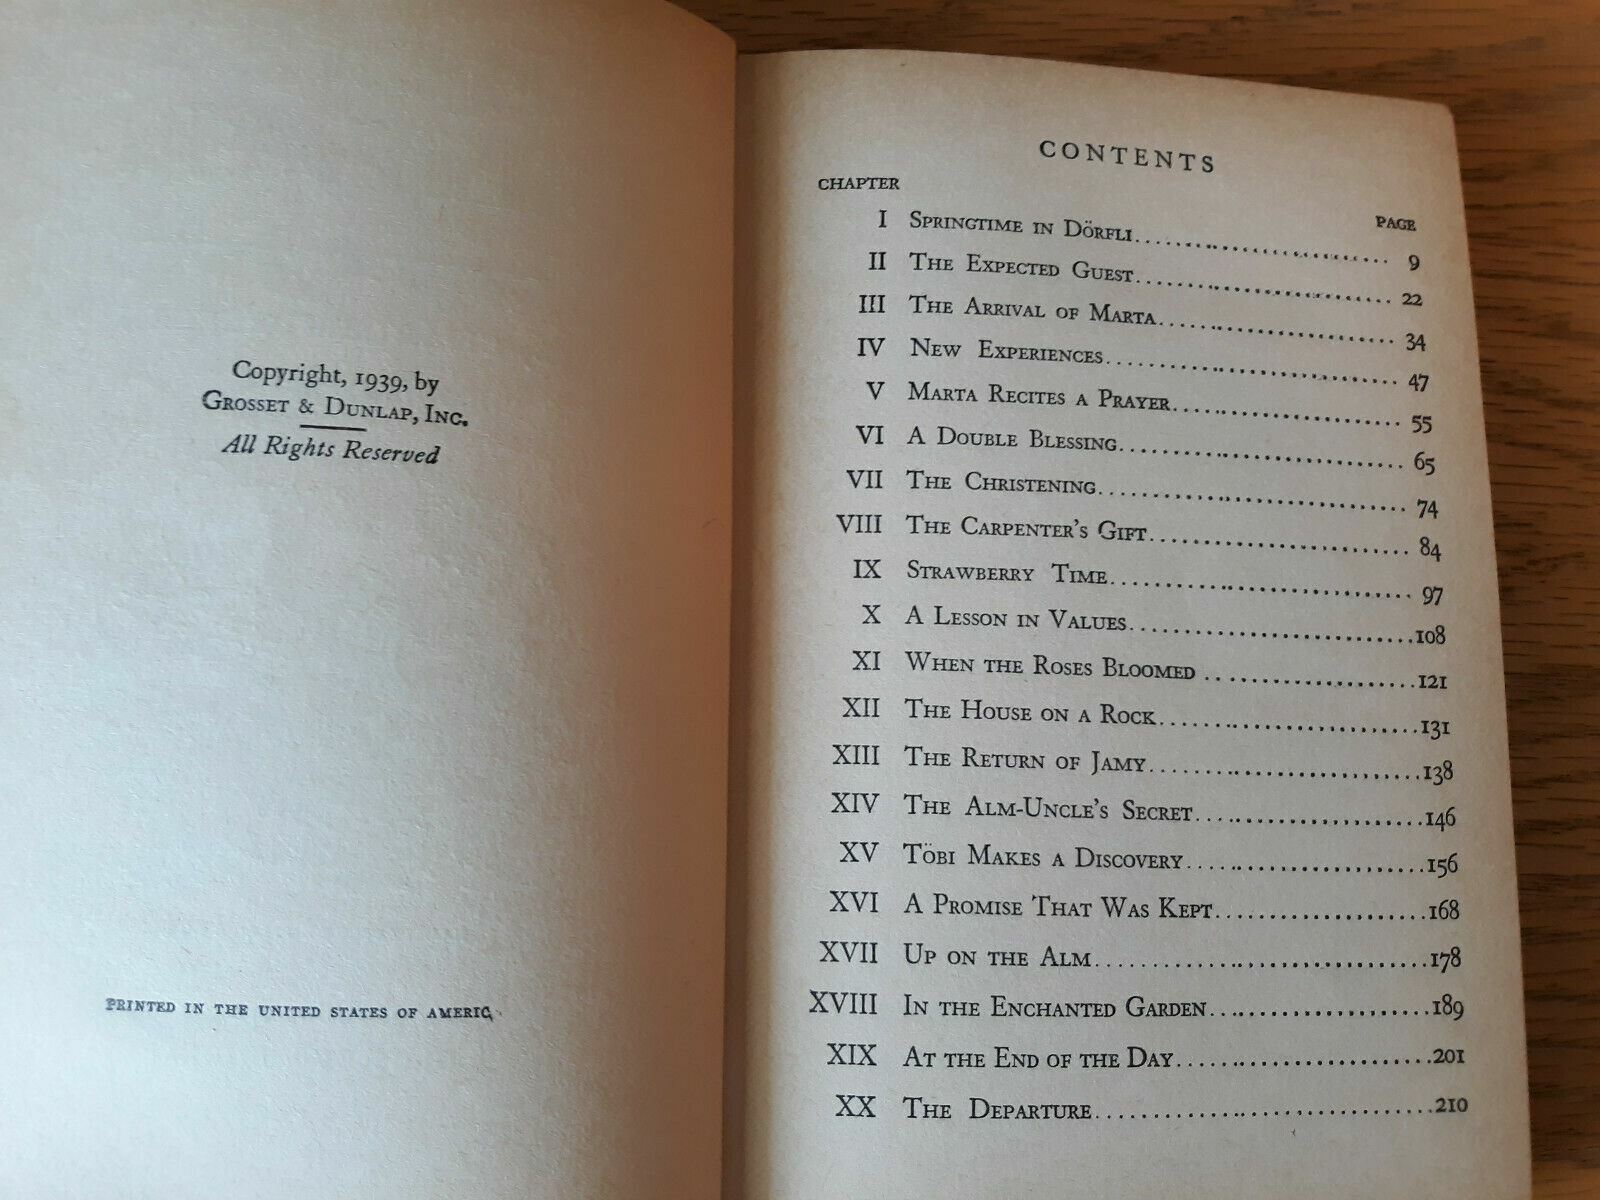 Copyright, 1939, by
GROSSET & DUNLAP, INC.
All Rights Reserved
PRINTED IN THE UNITED STATES OF AMERIC
CONTENTS
CHAPTER PAGE
I SPRINGTIME IN DÖRFLI 9
II THE EXPECTED GUEST 22
III THE ARRIVAL OF MARTA 34
IV NEW EXPERIENCES 47
V MARTA RECITES A PRAYER 55
VI A DOUBLE BLESSING 65
VII THE CHRISTENING 74
VIII THE CARPENTER'S GIFT 84
IX STRAWBERRY TIME 97
X A LESSON IN VALUES 108
XI WHEN THE ROSES BLOOMED 121
XII THE HOUSE ON A ROCK 131
XIII THE RETURN OF JAMY 138
XIV THE ALM-UNCLE'S SECRET 146
XV TÖBI MAKES A DISCOVERY 156
XVI A PROMISE THAT WAS KEPT 168
XVII UP ON THE ALM 178
XVIII IN THE ENCHANTED GARDEN 189
XIX AT THE END OF THE DAY 201
XX THE DEPARTURE 210